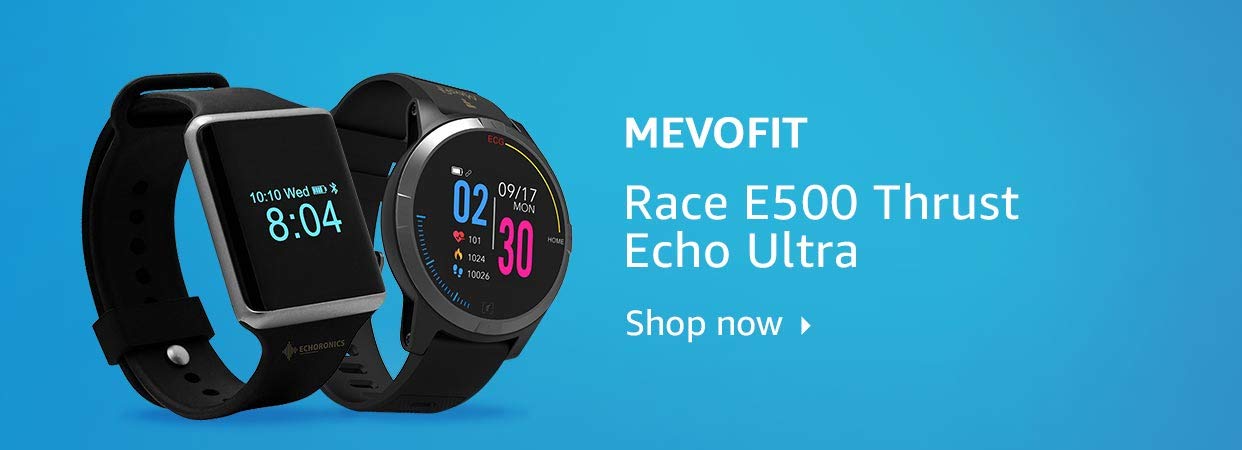 10:10 Wed
8:04
ECHORONICS
ECG
02
09/17
MON
30
101
1024
10026
HOME
MEVOFIT
Race E500 Thrust
Echo Ultra
Shop now